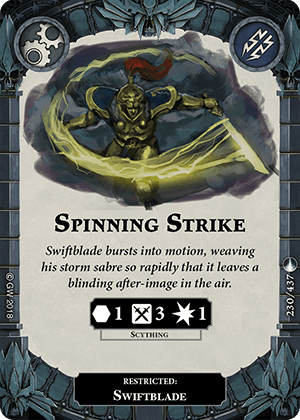 SPINNING STRIKE
Swiftblade bursts into motion, weaving
his storm sabre so rapidly that it leaves a
blinding after-image in the air.
1 3 1
SCYTHING
RESTRICTED:
SWIFTBLADE
© GW 2018
230/437